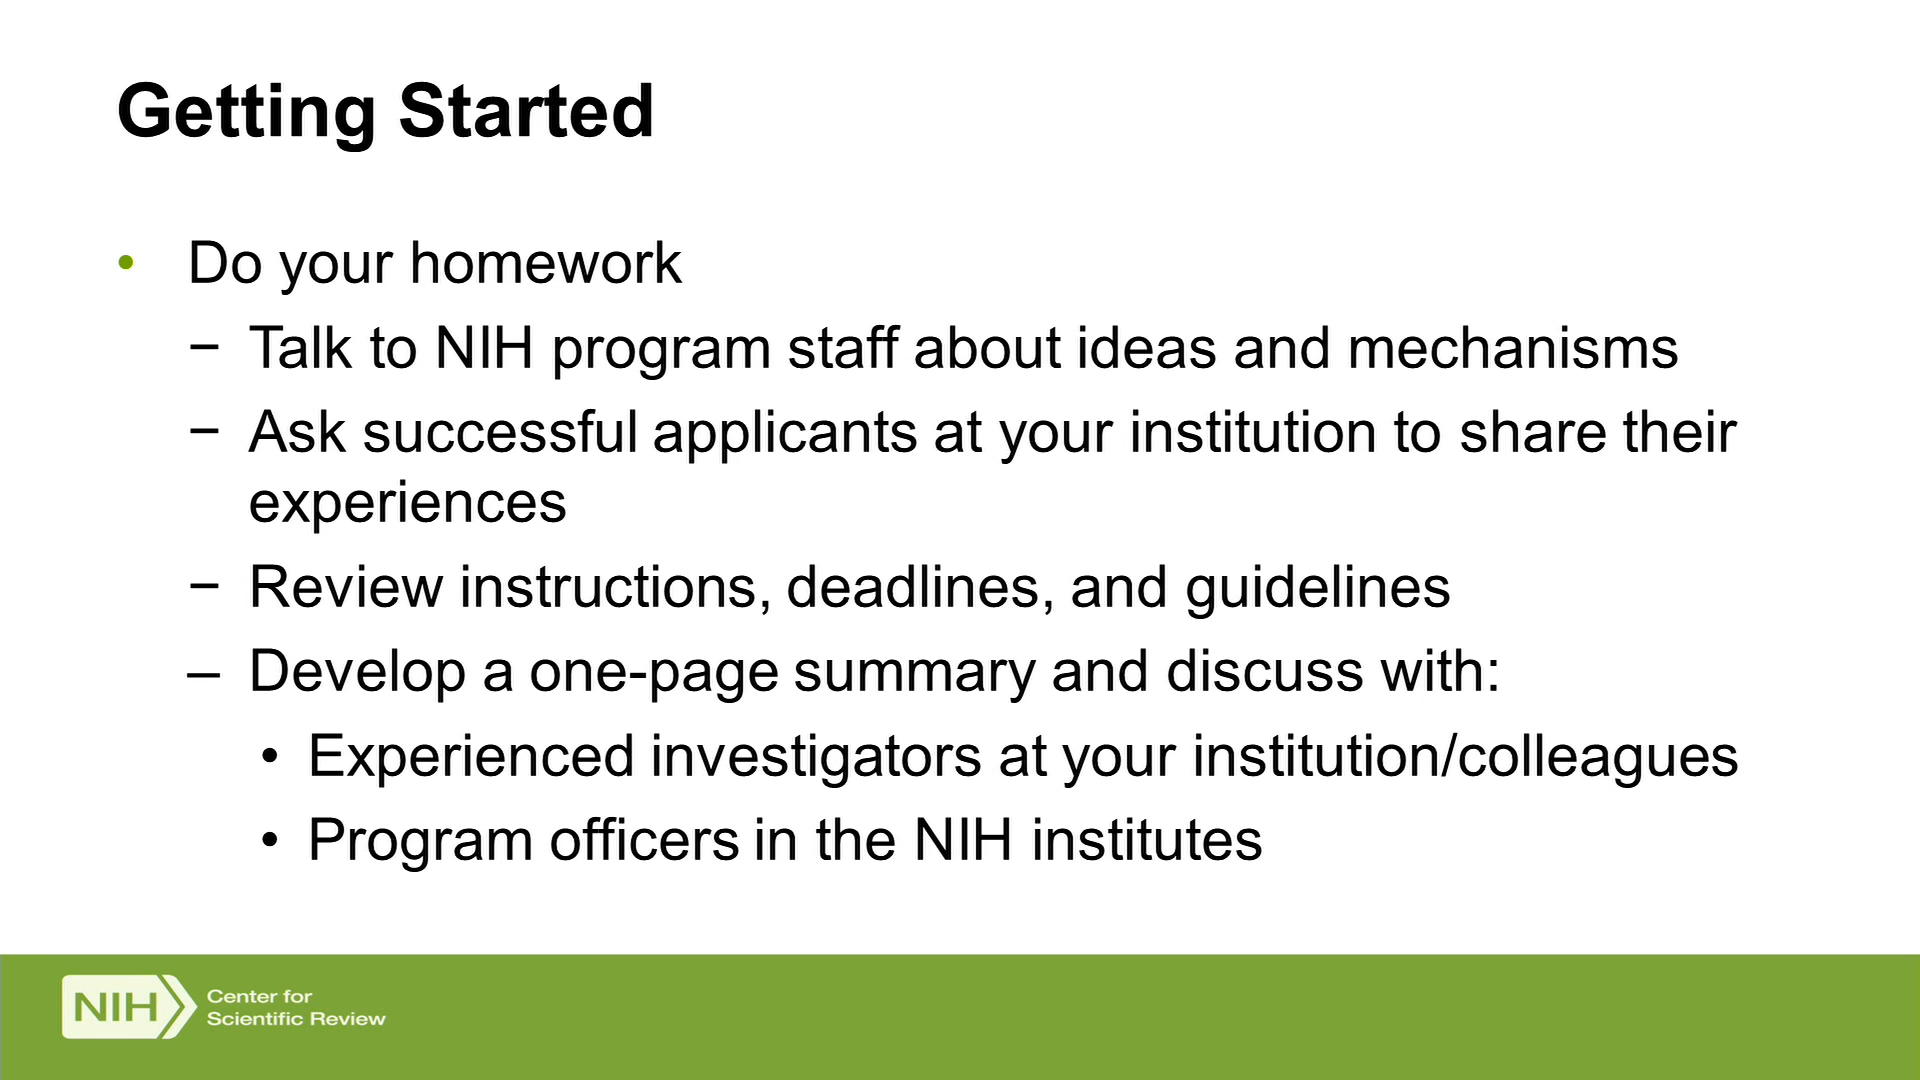 Getting Started
• Do your homework
− Talk to NIH program staff about ideas and mechanisms
− Ask successful applicants at your institution to share their
experiences
− Review instructions, deadlines, and guidelines
– Develop a one-page summary and discuss with:
• Experienced investigators at your institution/colleagues
• Program officers in the NIH institutes
NIH
Center for
Scientific Review